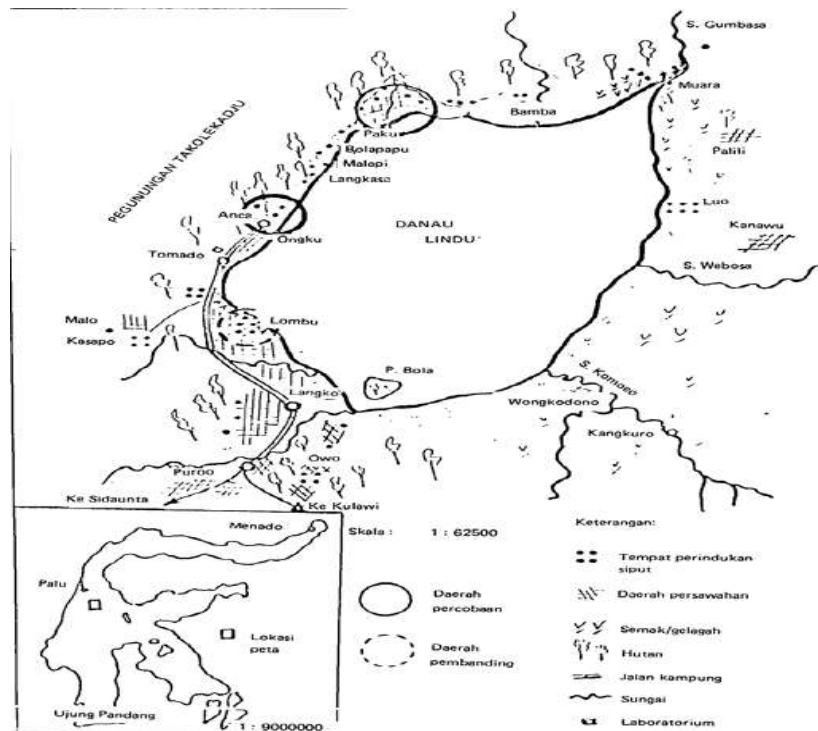 S. Gumbasa
Muara
Bamba
Paku
Bolapapu
Malapi
Langkasa
Palili
PEGUNUNGAN TAKOLEKADJU
Anca
Luo
DANAU
LINDU
Kanawu
Ongku
Tomado
S. Webosa
Malo
Lombu
Kasapo
P. Bola
S. Komoeo
Langko
Wongkodono
Kangkuro
Owo
Puroo
Ke Sidaunta
Ke Kulawi
Menado
Palu
Lokasi
peta
Ujung Pandang
1 : 9000000
Skala : 1 : 62500
Daerah
percobaan
Daerah
pembanding
Keterangan:
Tempat perindukan
siput
Daerah persawahan
Semak/gelagah
Hutan
Jalan kampung
Sungai
Laboratorium